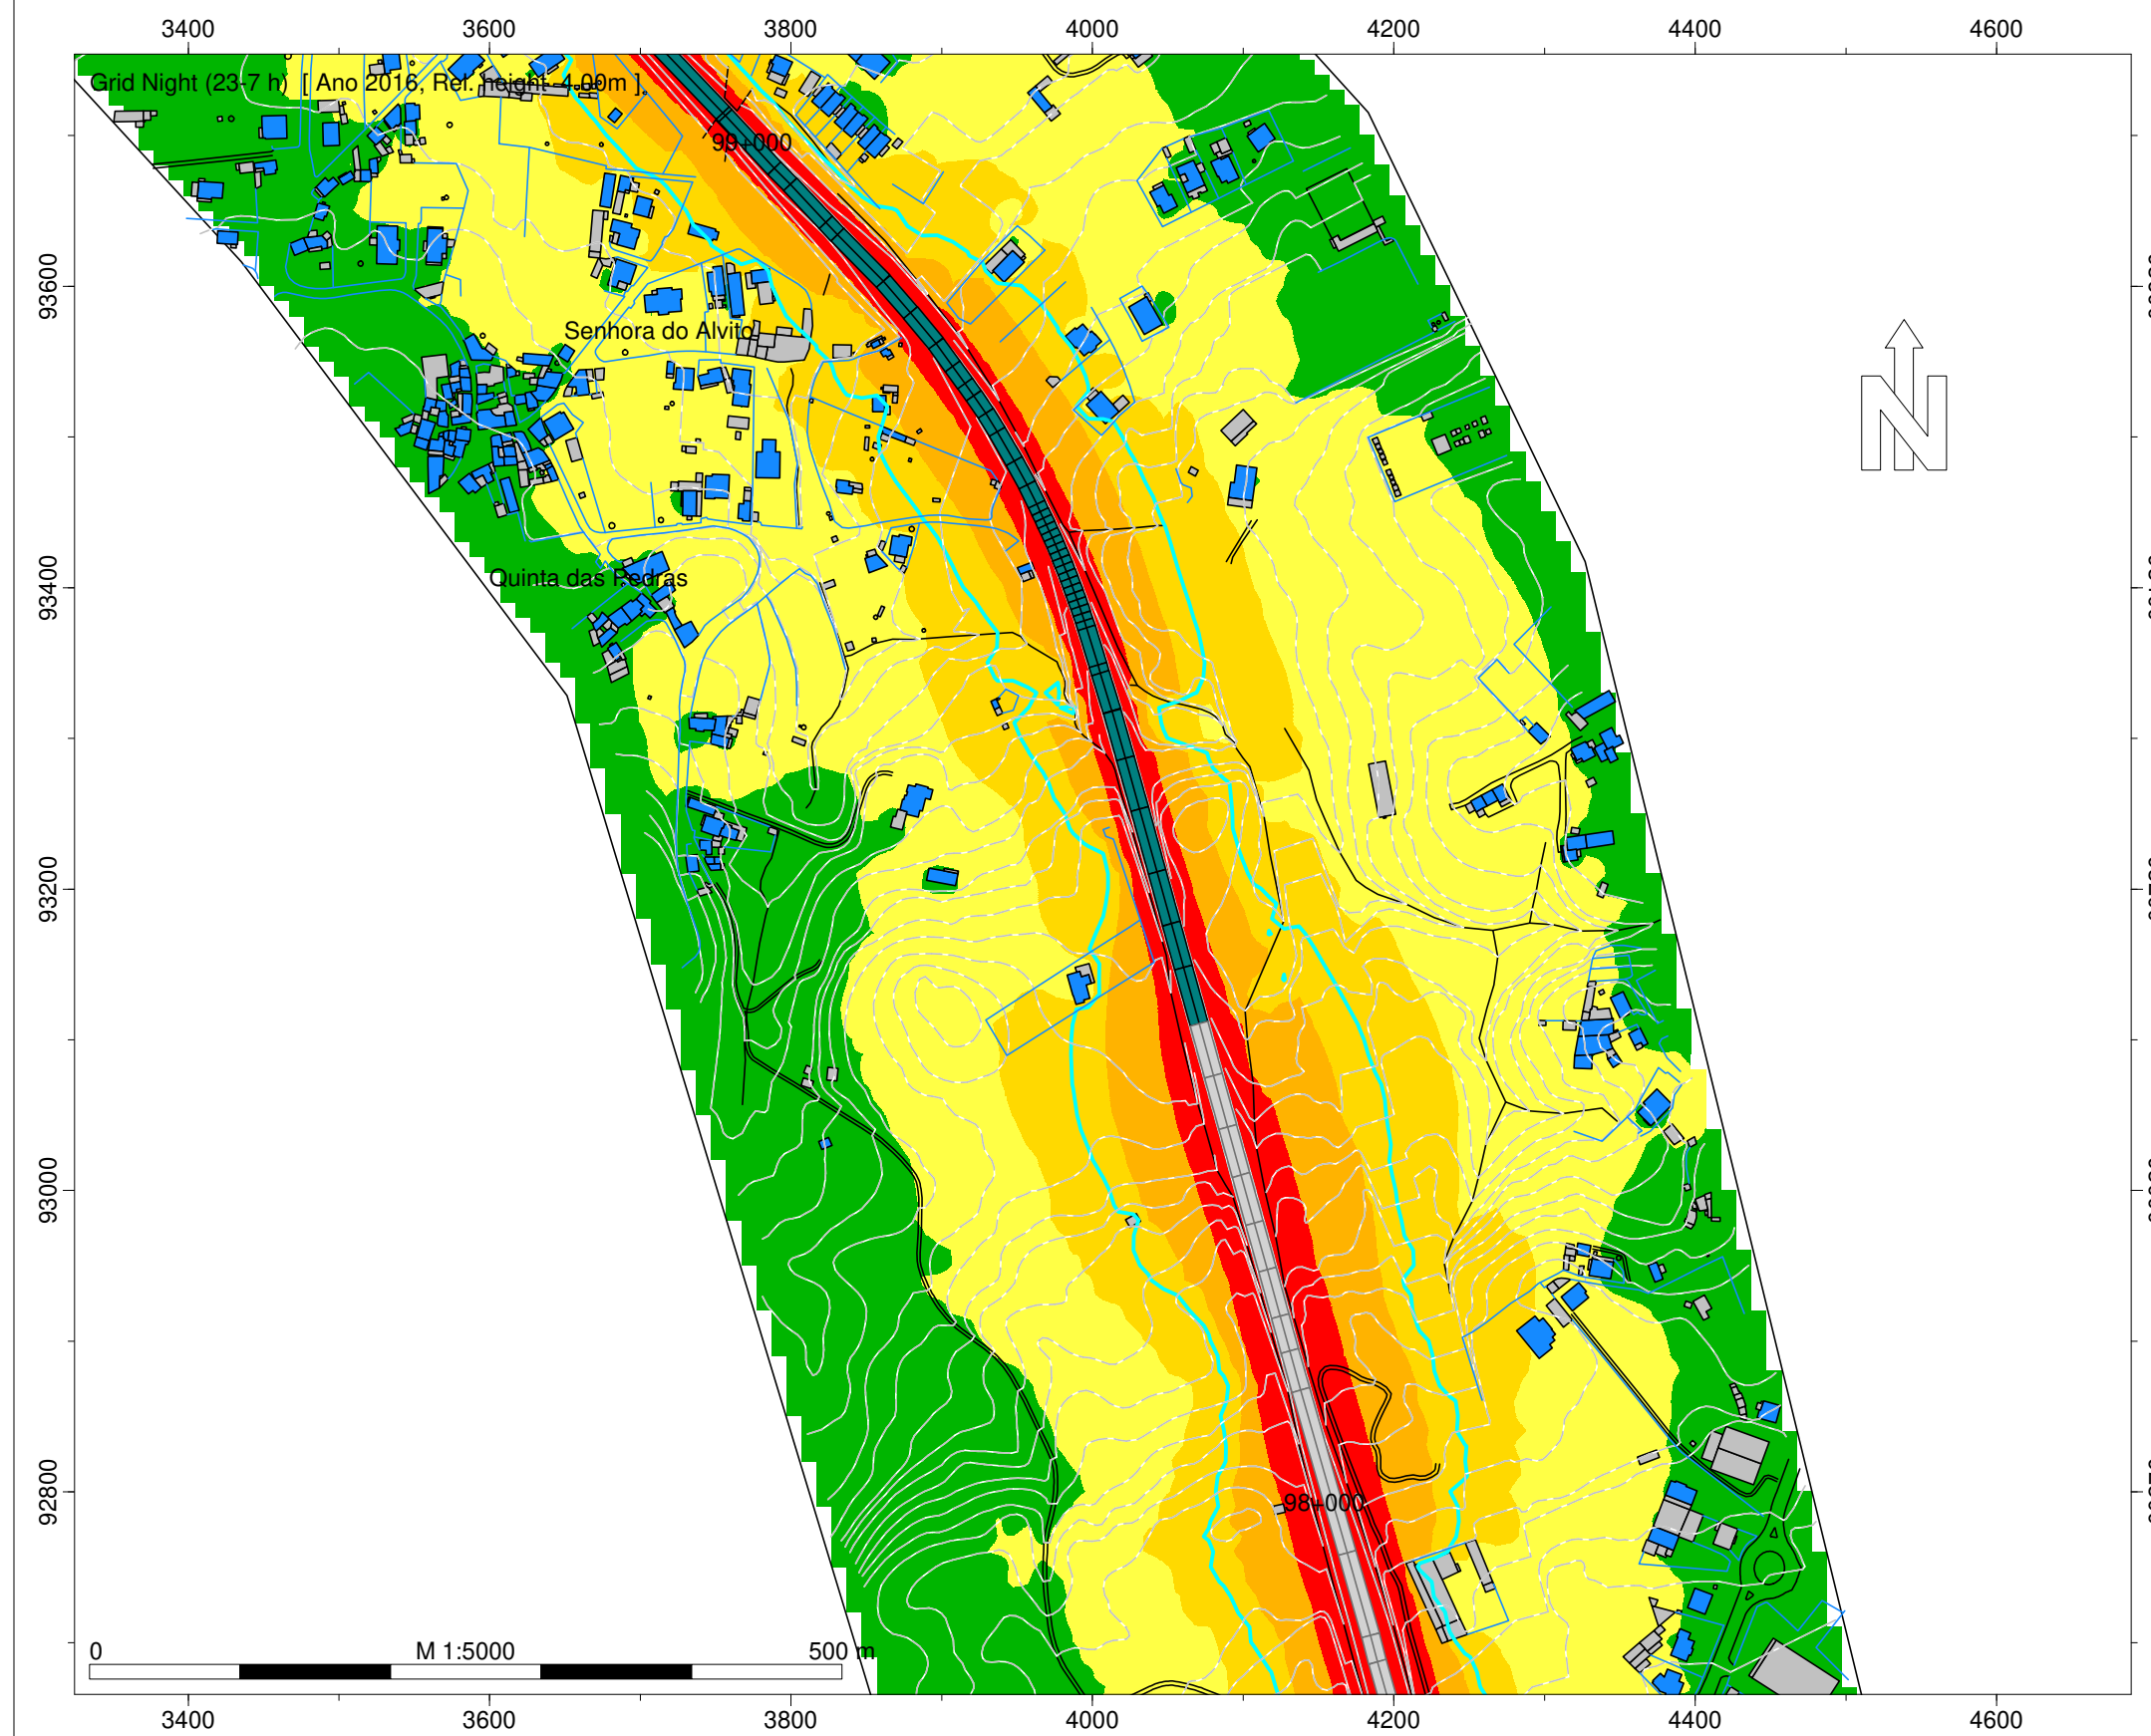 3400 3600 3800 4000 4200 4400 4600
Grid Night (23-7 h) [ Ano 2016, Rel. height 4.00m ]
99+000
93600
Senhora do Alvito
N
93400
Quinta das Pedras
93200
93000
92800
98+000
0 M 1:5000 500 m
3400 3600 3800 4000 4200 4400 4600